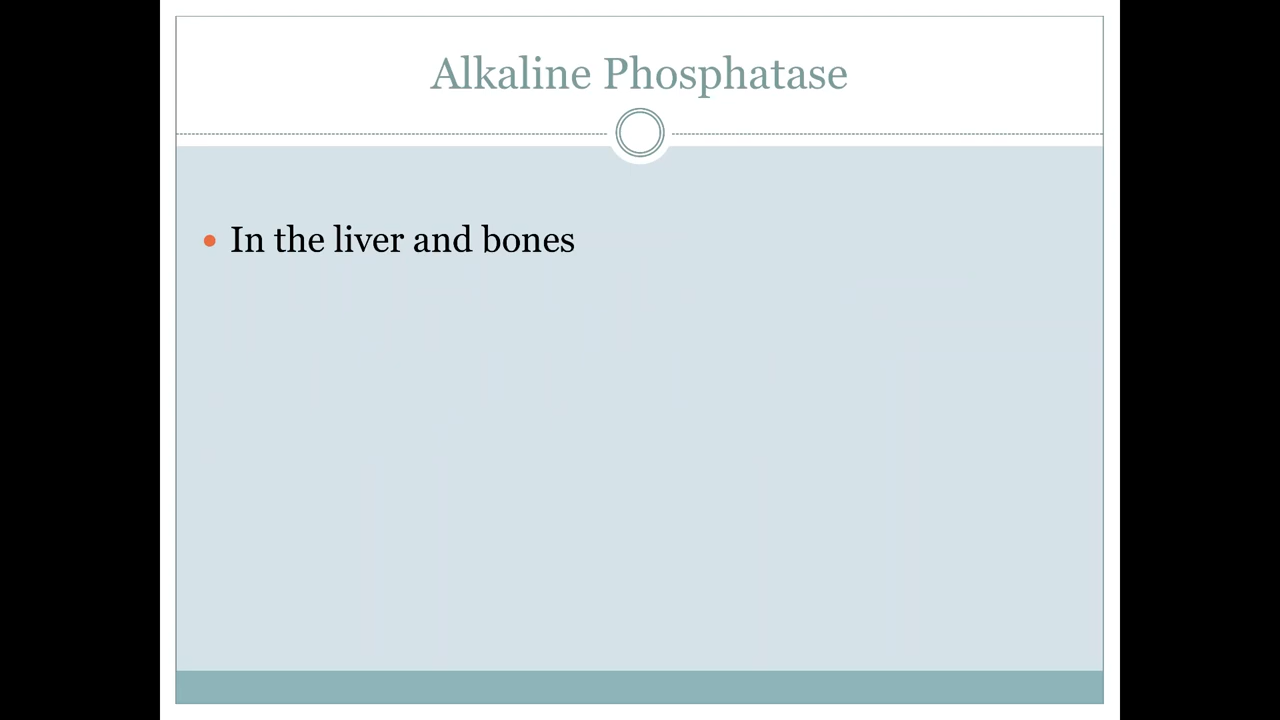 Alkaline Phosphatase
• In the liver and bones